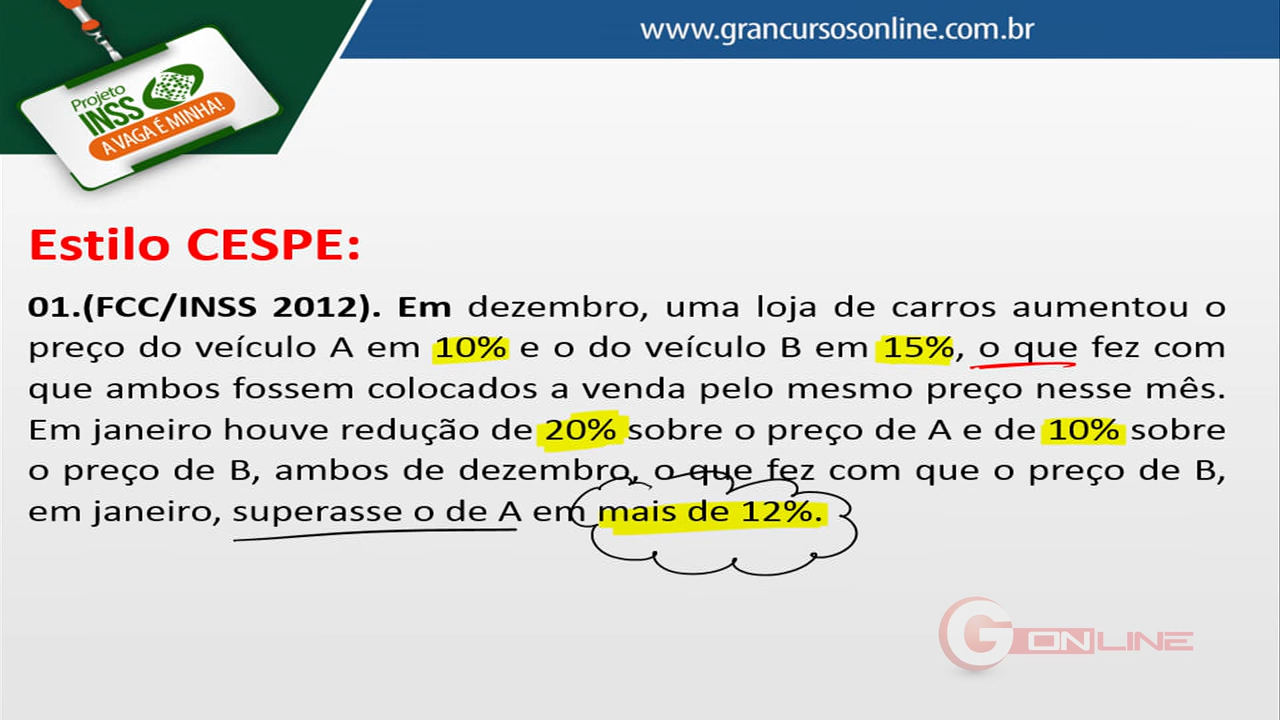 www.grancursosonline.com.br
Projeto
INSS
A VAGA É MINHA!
Estilo CESPE:
01.(FCC/INSS 2012). Em dezembro, uma loja de carros aumentou o
preço do veículo A em 10% e o do veículo B em 15%, o que fez com
que ambos fossem colocados a venda pelo mesmo preço nesse mês.
Em janeiro houve redução de 20% sobre o preço de A e de 10% sobre
o preço de B, ambos de dezembro, o que fez com que o preço de B,
em janeiro, superasse o de A em mais de 12%.
G ONLINE